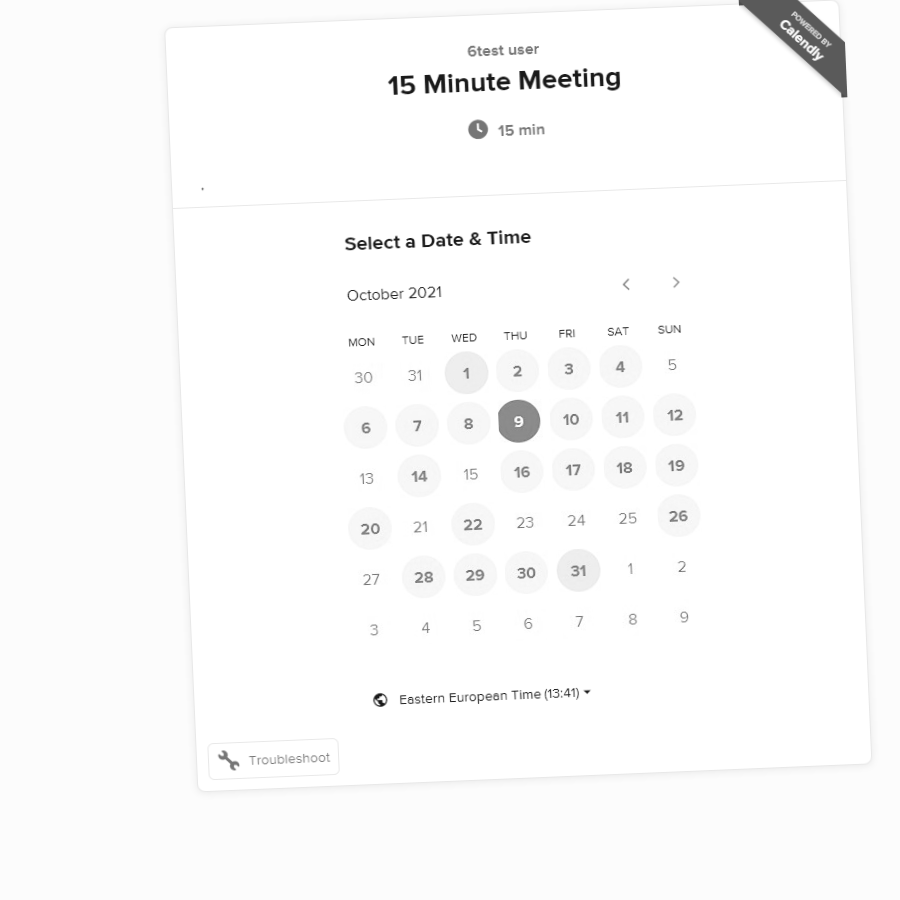 POWERED BY
Calendly
6test user
15 Minute Meeting
15 min
.
Select a Date & Time
October 2021
MON TUE WED THU FRI SAT SUN
30 31 1 2 3 4 5
6 7 8 9 10 11 12
13 14 15 16 17 18 19
20 21 22 23 24 25 26
27 28 29 30 31 1 2
3 4 5 6 7 8 9
Eastern European Time (13:41)
Troubleshoot